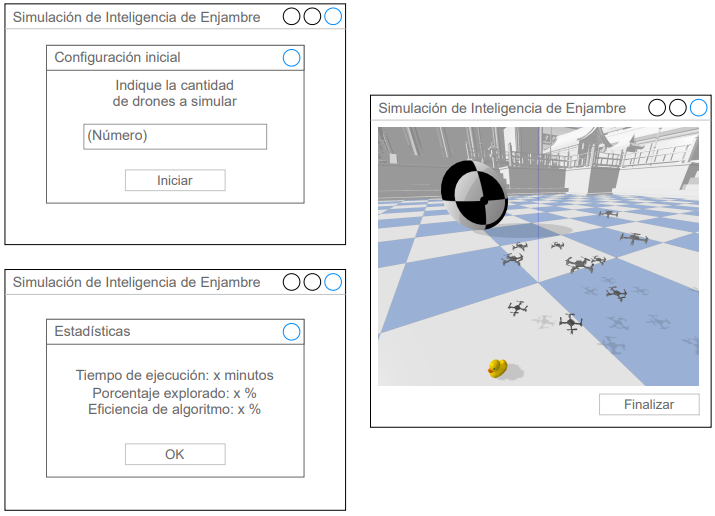 Simulación de Inteligencia de Enjambre
Configuración inicial
Indique la cantidad
de drones a simular
(Número)
Iniciar
Simulación de Inteligencia de Enjambre
Estadísticas
Tiempo de ejecución: x minutos
Porcentaje explorado: x %
Eficiencia de algoritmo: x %
OK
Simulación de Inteligencia de Enjambre
Finalizar